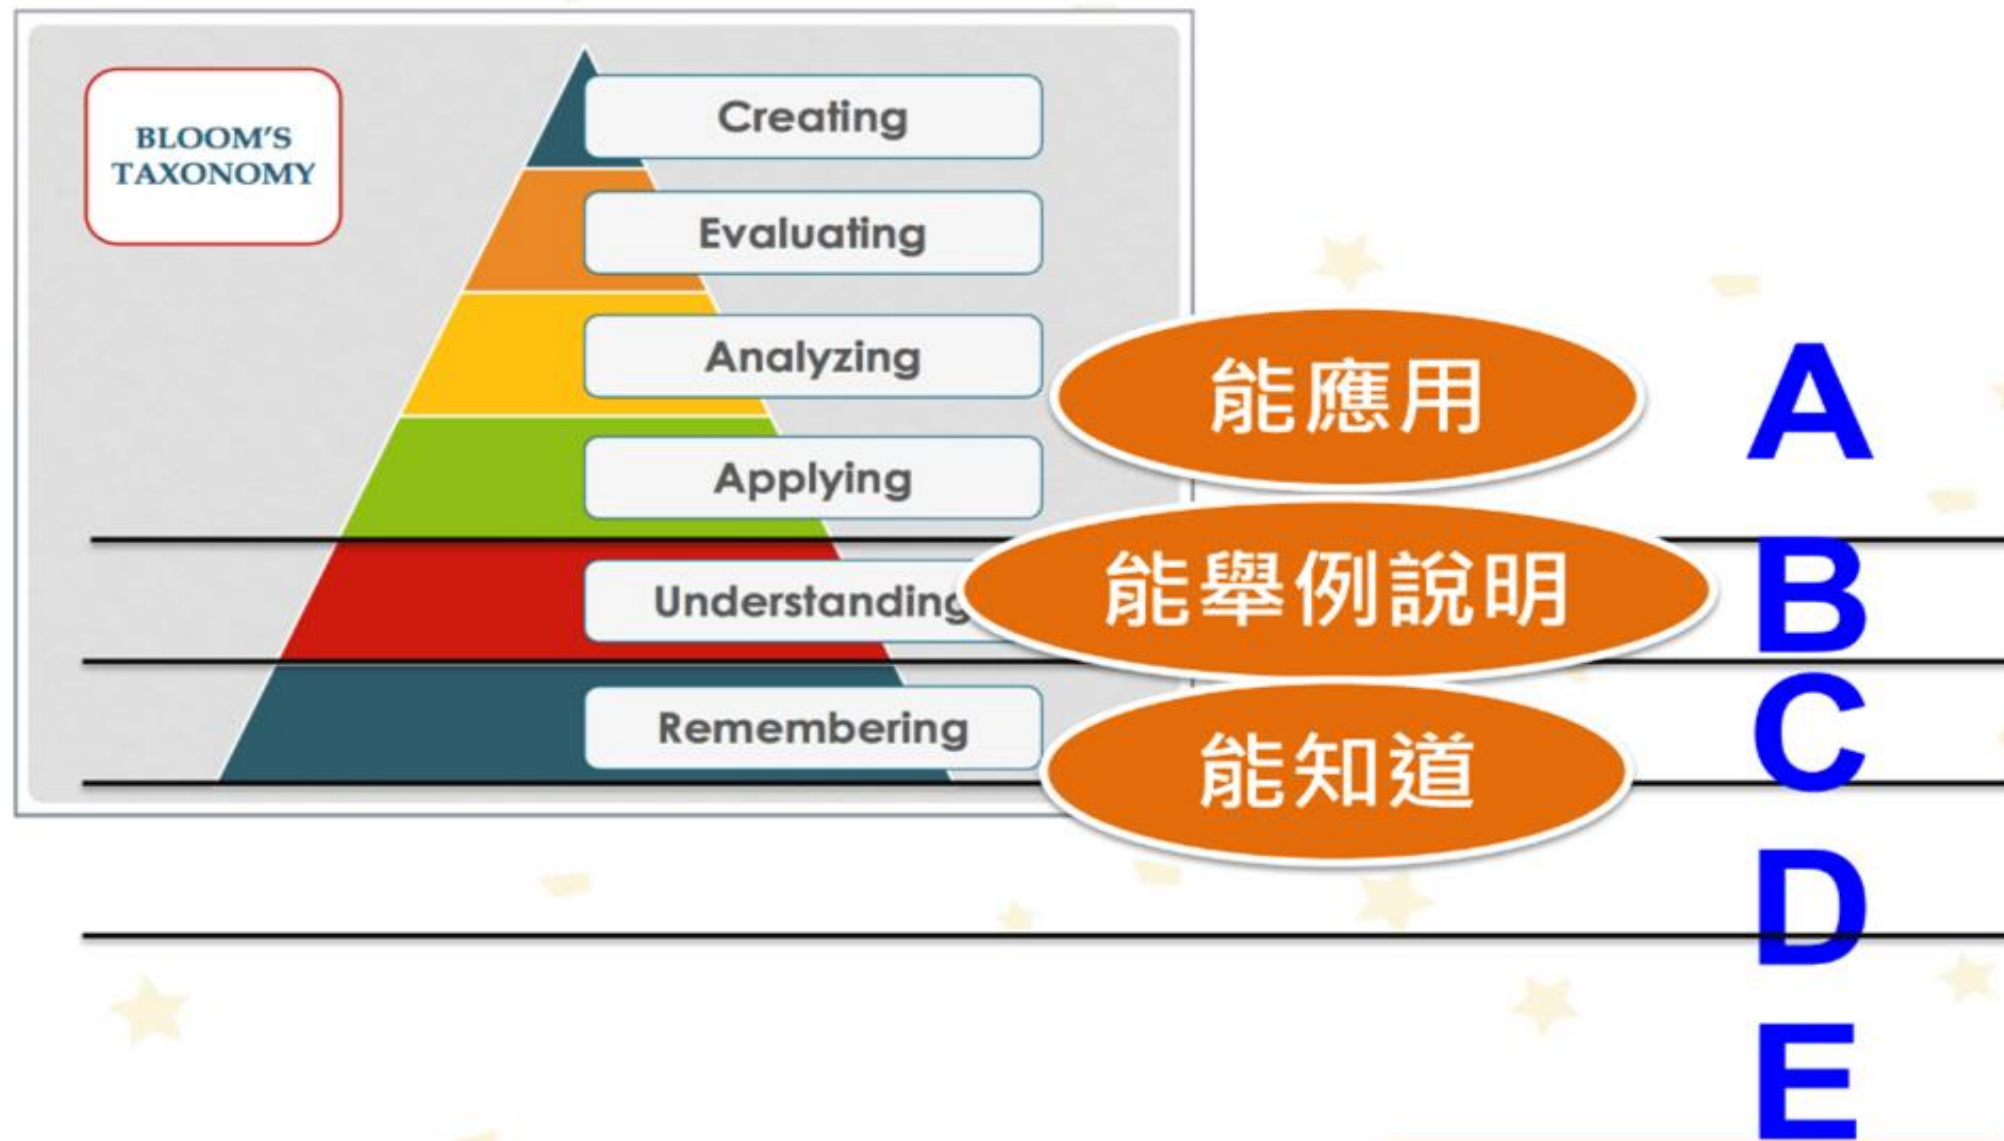 BLOOM'S
TAXONOMY
Creating
Evaluating
Analyzing
Applying
Understanding
Remembering
能應用
能舉例說明
能知道
A
B
C
D
E